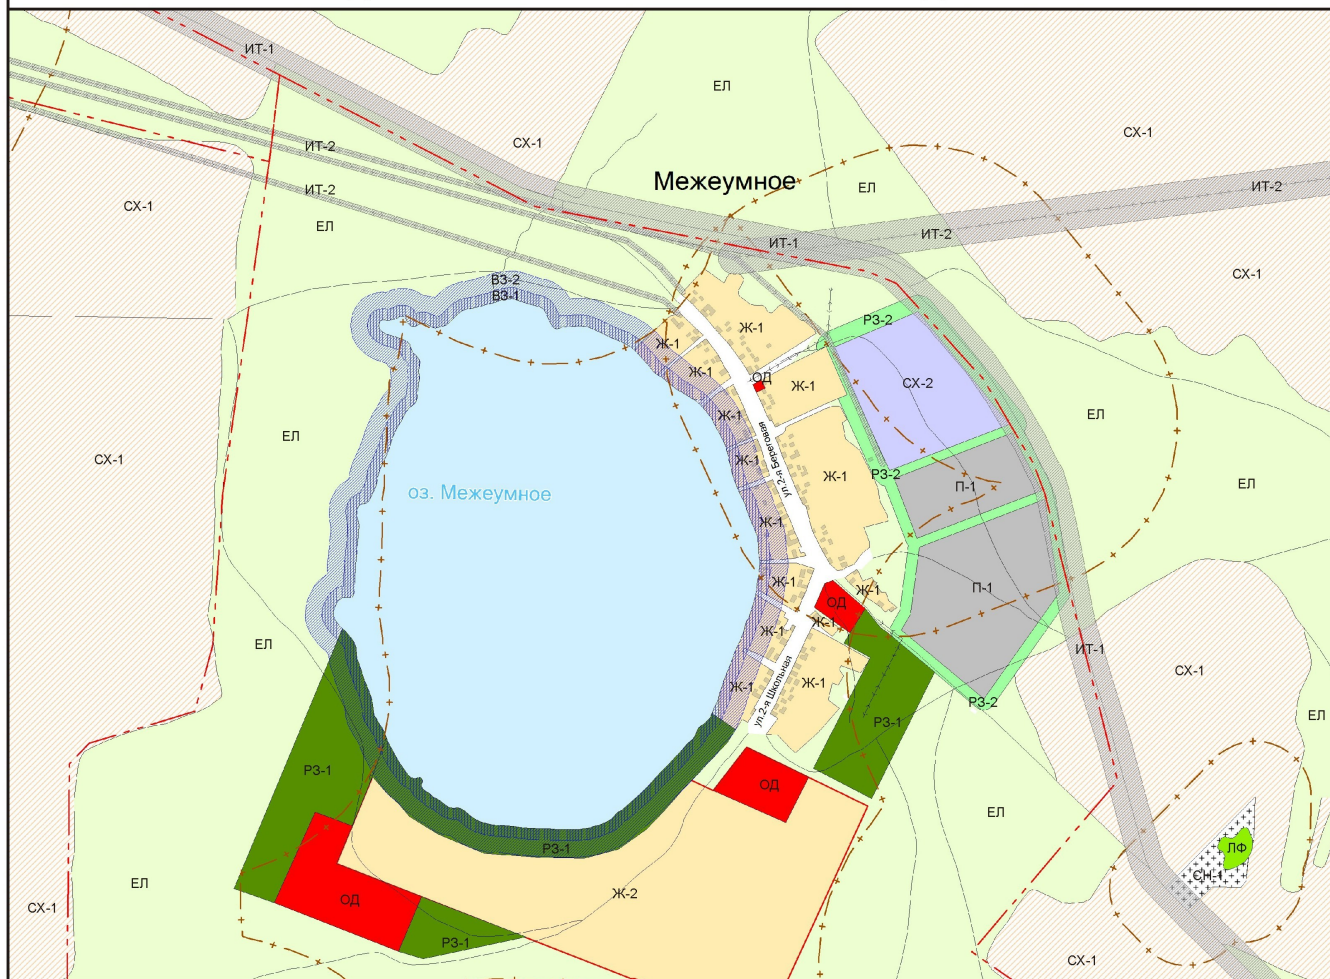 ИТ-1
ЕЛ
СХ-1
СХ-1
ИТ-2
Межеумное
ЕЛ
ИТ-2
ИТ-2
СХ-1
ЕЛ
ИТ-2
ИТ-1
СХ-1
ВЗ-2
ВЗ-1
РЗ-2
Ж-1
Ж-1
Ж-1
ОД
Ж-1
СХ-2
Ж-1
ЕЛ
ЕЛ
СХ-1
Ж-1
ул.2-я Береговая
Ж-1
РЗ-2
П-1
ЕЛ
оз. Межеумное
Ж-1
Ж-1
Ж-1
П-1
ОД
Ж-1
Ж-1
ЕЛ
ИТ-1
СХ-1
Ж-1
ул.2-я Школьная
Ж-1
РЗ-2
ЕЛ
РЗ-1
РЗ-1
ОД
ЕЛ
РЗ-1
ЛФ
ЕЛ
СН-1
Ж-2
ОД
СХ-1
РЗ-1
СХ-1